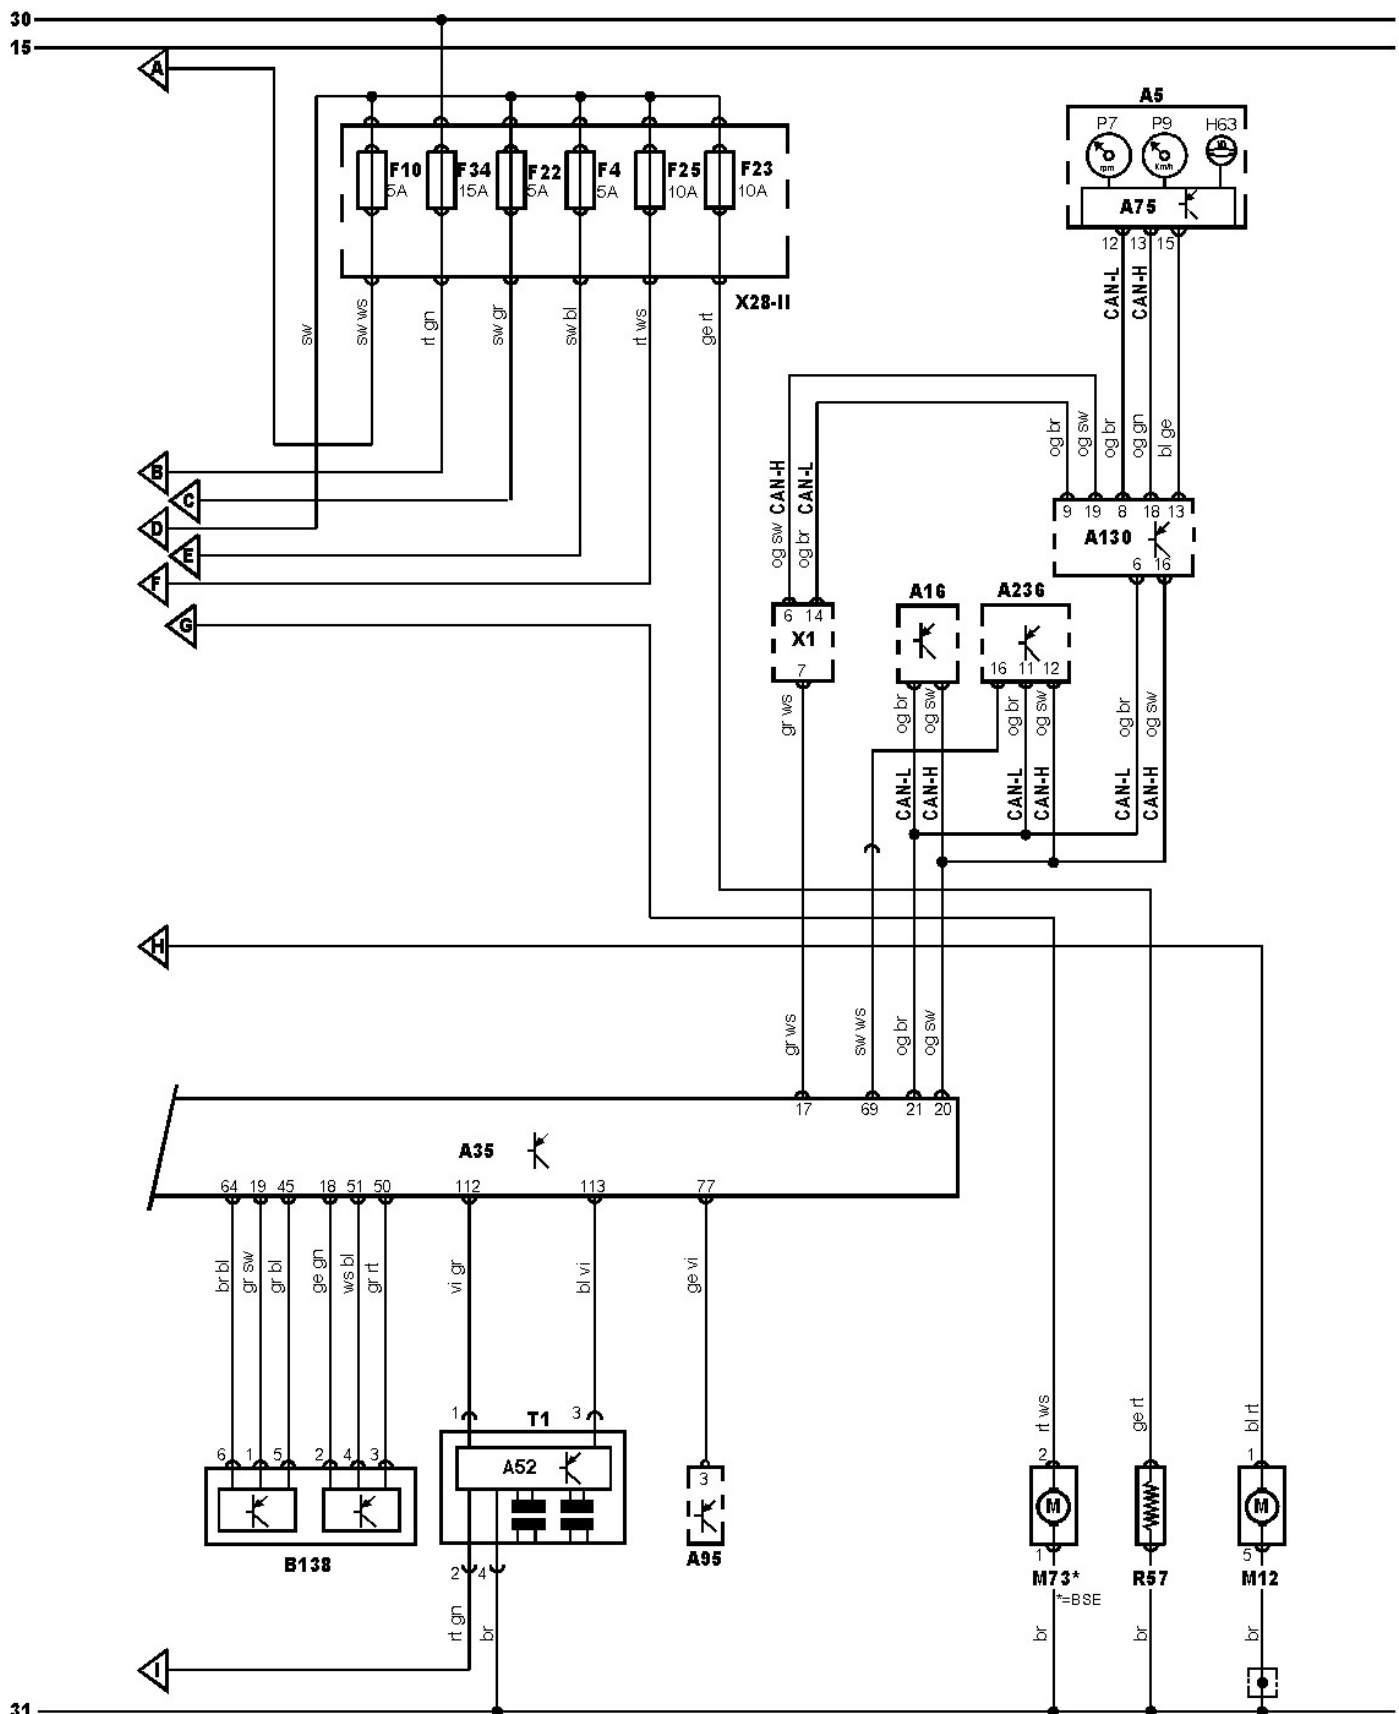 30
15
A
A5
P7 P9 H63
rpm Km/h
F10 F34 F22 F4 F25 F23
5A 15A 5A 5A 10A 10A
A75
12 13 15
X28-II
CAN-L CAN-H
sw sw ws rt gn sw gr sw bl rt ws ge rt
og br og sw og br og gn bl ge
B
C
D
E
F
G
CAN-H CAN-L
og sw og br
9 19 8 18 13
A130
6 16
A16 A236
6 14
X1
7
16 11 12
gr ws og br og sw og br og sw og br og sw
CAN-L CAN-H CAN-L CAN-H CAN-L CAN-H
H
gr ws sw ws og br og sw
17 69 21 20
A35
64 19 45 18 51 50 112 113 77
br bl gr sw gr bl ge gn ws bl gr rt vi gr bl vi ge vi
1 T1 3
rt ws ge rt bl rt
6 1 5 2 4 3
A52
3
2 1
M M
B138
A95
2 4
1 5
M73* R57 M12
*=BSE
rt gn br br br br
I
31